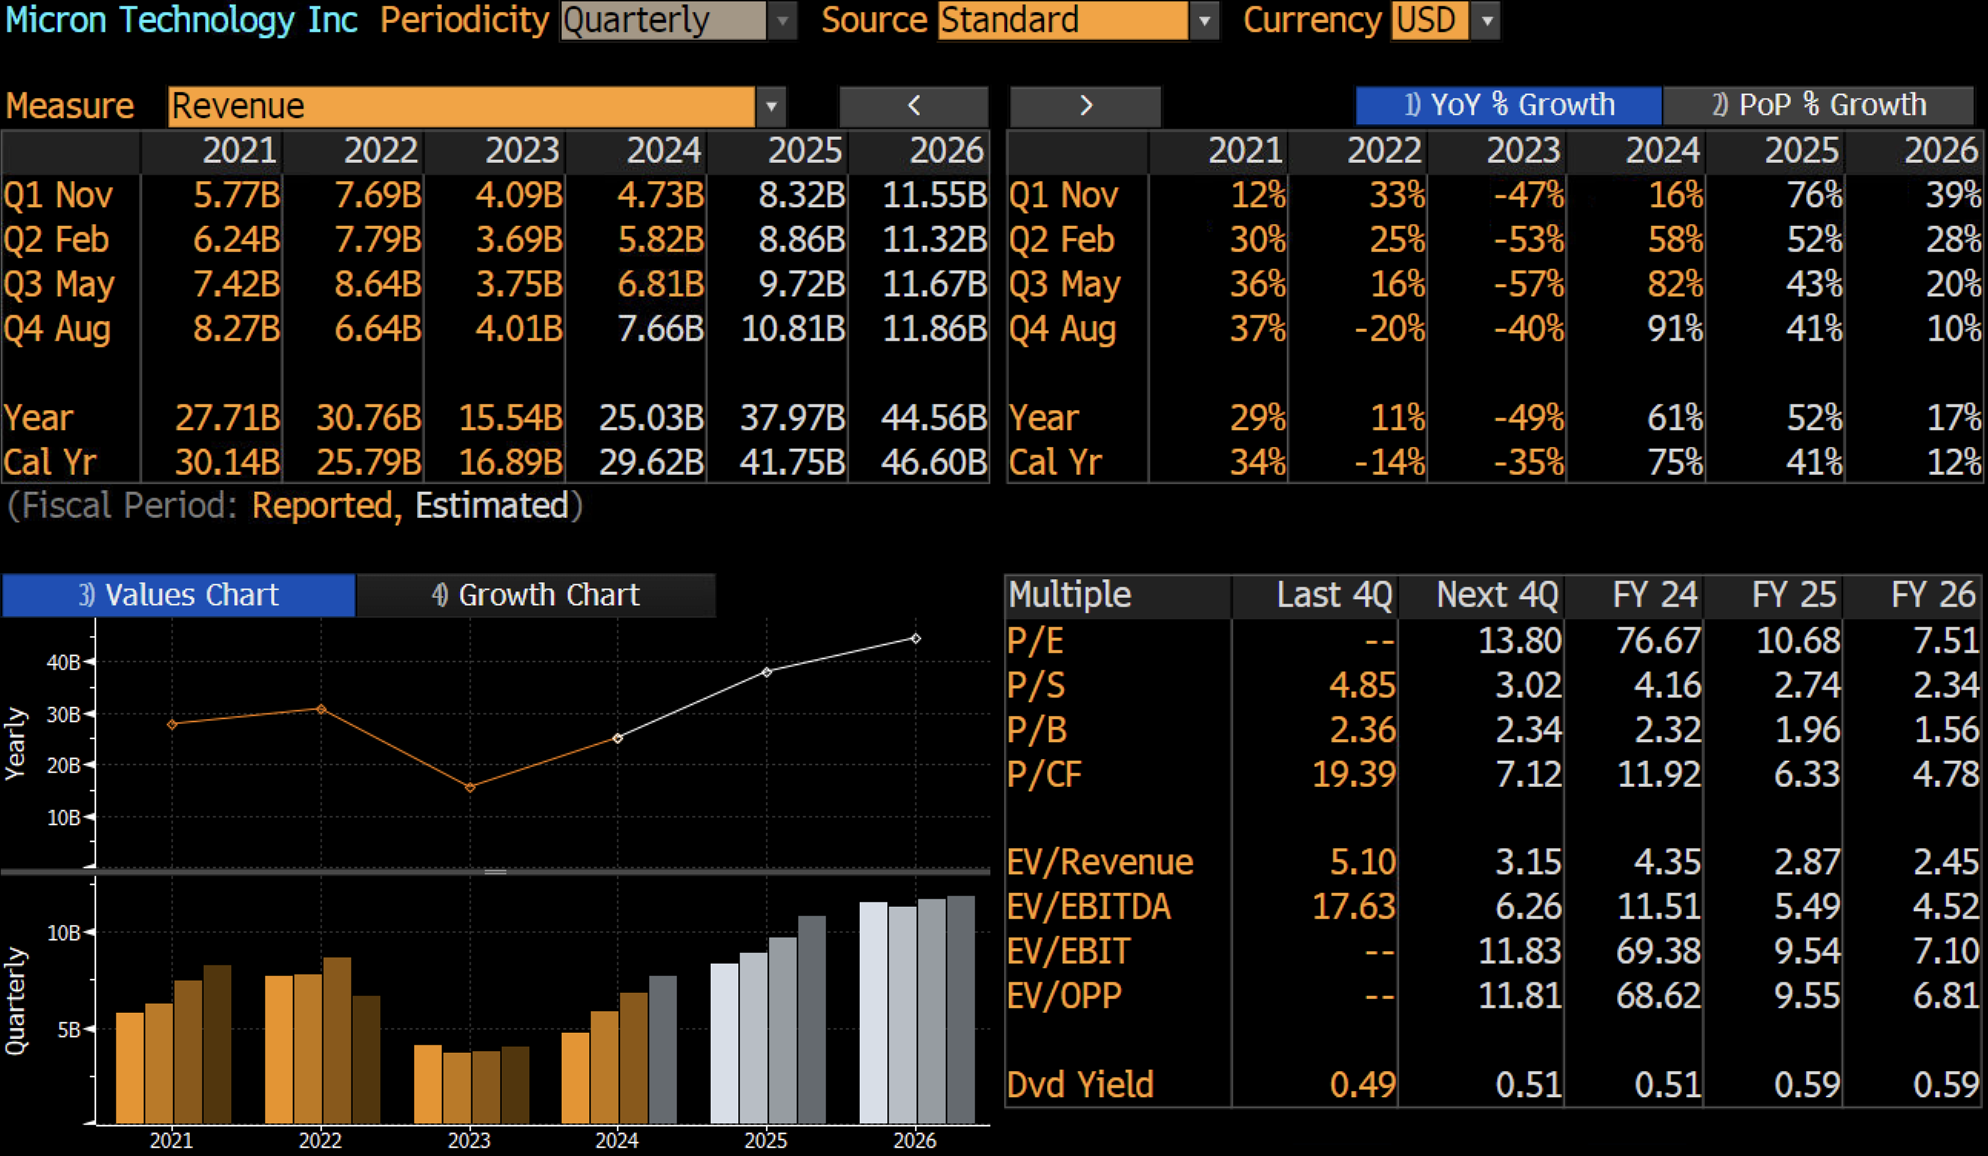 Micron Technology Inc Periodicity Quarterly Source Standard Currency USD
Measure Revenue < > 1) YoY % Growth 2) PoP % Growth
2021 2022 2023 2024 2025 2026
Q1 Nov 5.77B 7.69B 4.09B 4.73B 8.32B 11.55B
Q2 Feb 6.24B 7.79B 3.69B 5.82B 8.86B 11.32B
Q3 May 7.42B 8.64B 3.75B 6.81B 9.72B 11.67B
Q4 Aug 8.27B 6.64B 4.01B 7.66B 10.81B 11.86B
Year 27.71B 30.76B 15.54B 25.03B 37.97B 44.56B
Cal Yr 30.14B 25.79B 16.89B 29.62B 41.75B 46.60B
(Fiscal Period: Reported, Estimated)
2021 2022 2023 2024 2025 2026
Q1 Nov 12% 33% -47% 16% 76% 39%
Q2 Feb 30% 25% -53% 58% 52% 28%
Q3 May 36% 16% -57% 82% 43% 20%
Q4 Aug 37% -20% -40% 91% 41% 10%
Year 29% 11% -49% 61% 52% 17%
Cal Yr 34% -14% -35% 75% 41% 12%
3) Values Chart 4) Growth Chart
Yearly
40B
30B
20B
10B
Quarterly
10B
5B
2021 2022 2023 2024 2025 2026
Multiple Last 4Q Next 4Q FY 24 FY 25 FY 26
P/E -- 13.80 76.67 10.68 7.51
P/S 4.85 3.02 4.16 2.74 2.34
P/B 2.36 2.34 2.32 1.96 1.56
P/CF 19.39 7.12 11.92 6.33 4.78
EV/Revenue 5.10 3.15 4.35 2.87 2.45
EV/EBITDA 17.63 6.26 11.51 5.49 4.52
EV/EBIT -- 11.83 69.38 9.54 7.10
EV/OPP -- 11.81 68.62 9.55 6.81
Dvd Yield 0.49 0.51 0.51 0.59 0.59